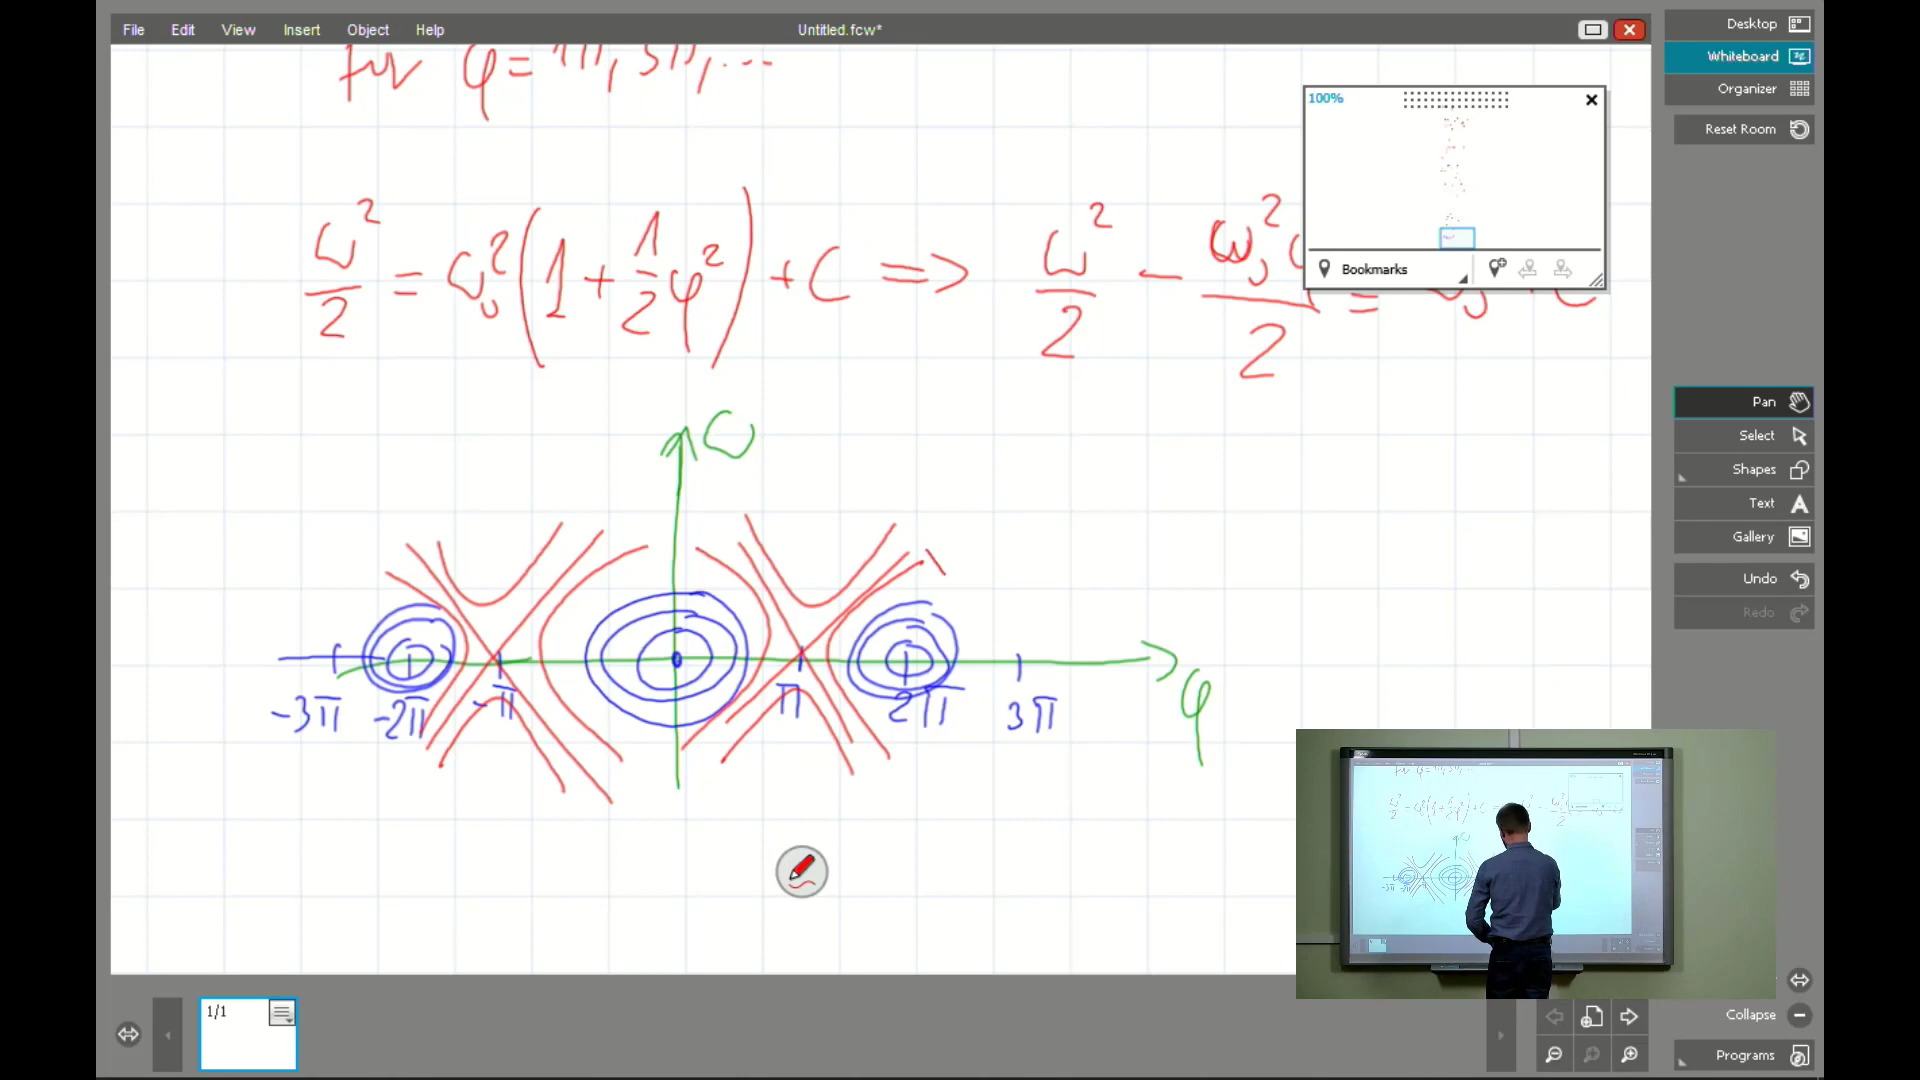 File Edit View Insert Object Help Untitled.fcw*
for φ = π, 3π, ...
ω²/2 = ω₀²(1 + 1/2 φ²) + C => ω²/2 - ω₀²
/2 =
ω
-3π -2π -π π 2π 3π φ
100%
Bookmarks
Desktop
Whiteboard
Organizer
Reset Room
Pan
Select
Shapes
Text
Gallery
Undo
Redo
1/1
Collapse
Programs